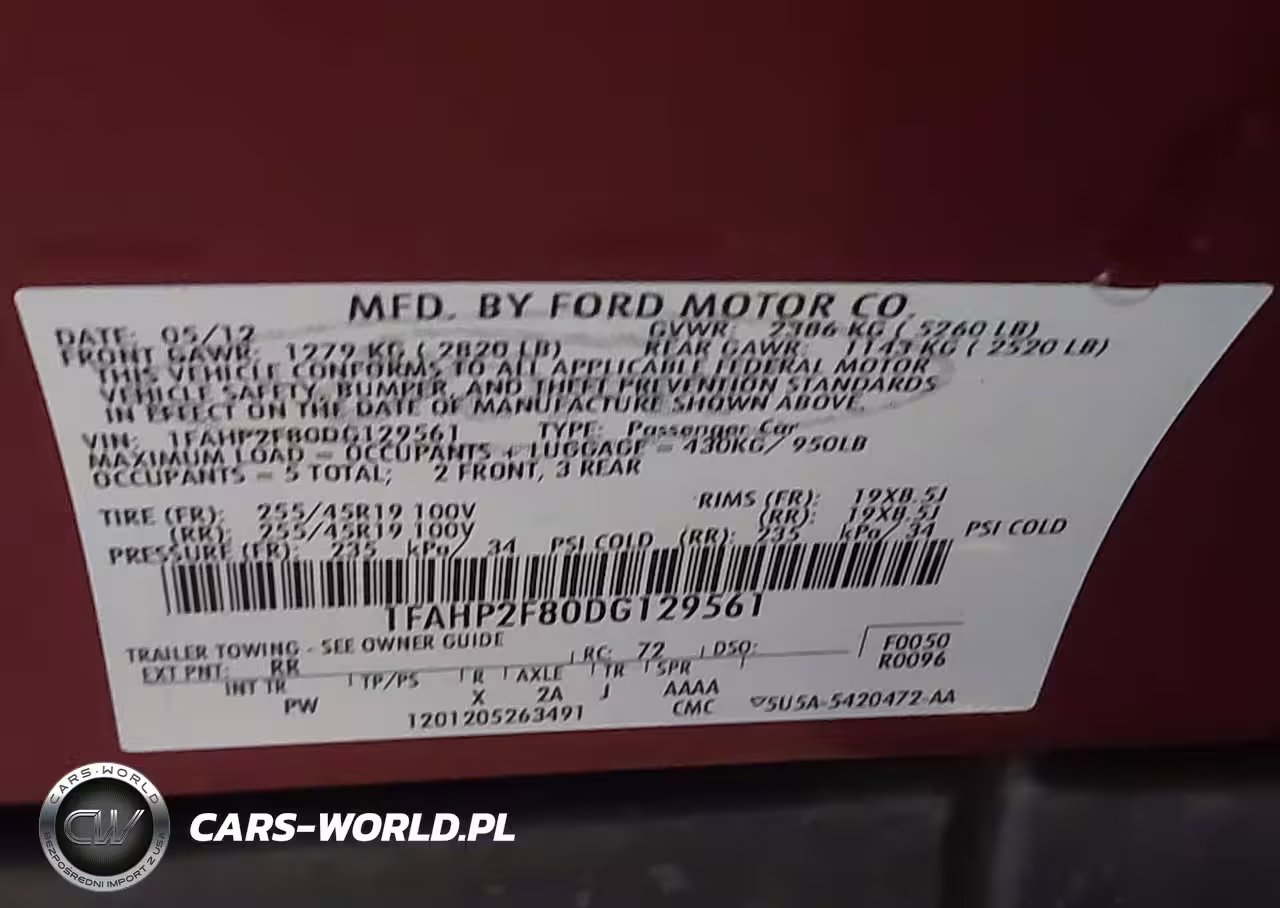 MFD. BY FORD MOTOR CO.
DATE: 05/12 GVWR: 2386 KG ( 5260 LB)
FRONT GAWR: 1279 KG ( 2820 LB) REAR GAWR: 1143 KG ( 2520 LB)
THIS VEHICLE CONFORMS TO ALL APPLICABLE FEDERAL MOTOR
VEHICLE SAFETY, BUMPER, AND THEFT PREVENTION STANDARDS
IN EFFECT ON THE DATE OF MANUFACTURE SHOWN ABOVE.
VIN: 1FAHP2F80DG129561 TYPE: Passenger Car
MAXIMUM LOAD = OCCUPANTS + LUGGAGE = 430KG/ 950LB
OCCUPANTS = 5 TOTAL; 2 FRONT, 3 REAR
TIRE (FR): 255/45R19 100V RIMS (FR): 19X8.5J
(RR): 255/45R19 100V (RR): 19X8.5J
PRESSURE (FR): 235 kPa/ 34 PSI COLD (RR): 235 kPa/ 34 PSI COLD
1FAHP2F80DG129561
TRAILER TOWING - SEE OWNER GUIDE
EXT PNT: RR RC: 72 DSO: F0050
R0096
INT TR TP/PS R AXLE TR SPR
PW X 2A J AAAA
1201205263491 CMC 5U5A-5420472-AA
CARS-WORLD
CW
BEZPOŚREDNI IMPORT Z USA
CARS-WORLD.PL